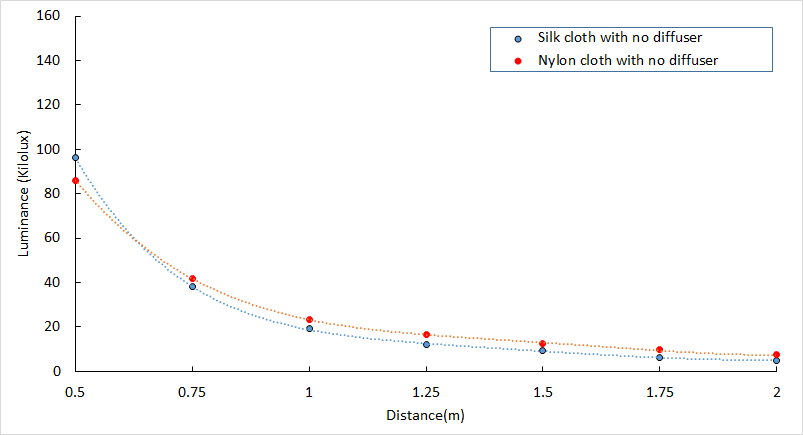 160
140
120
100
80
60
40
20
0
Luminance (Kilolux)
Silk cloth with no diffuser
Nylon cloth with no diffuser
0.5 0.75 1 1.25 1.5 1.75 2
Distance(m)